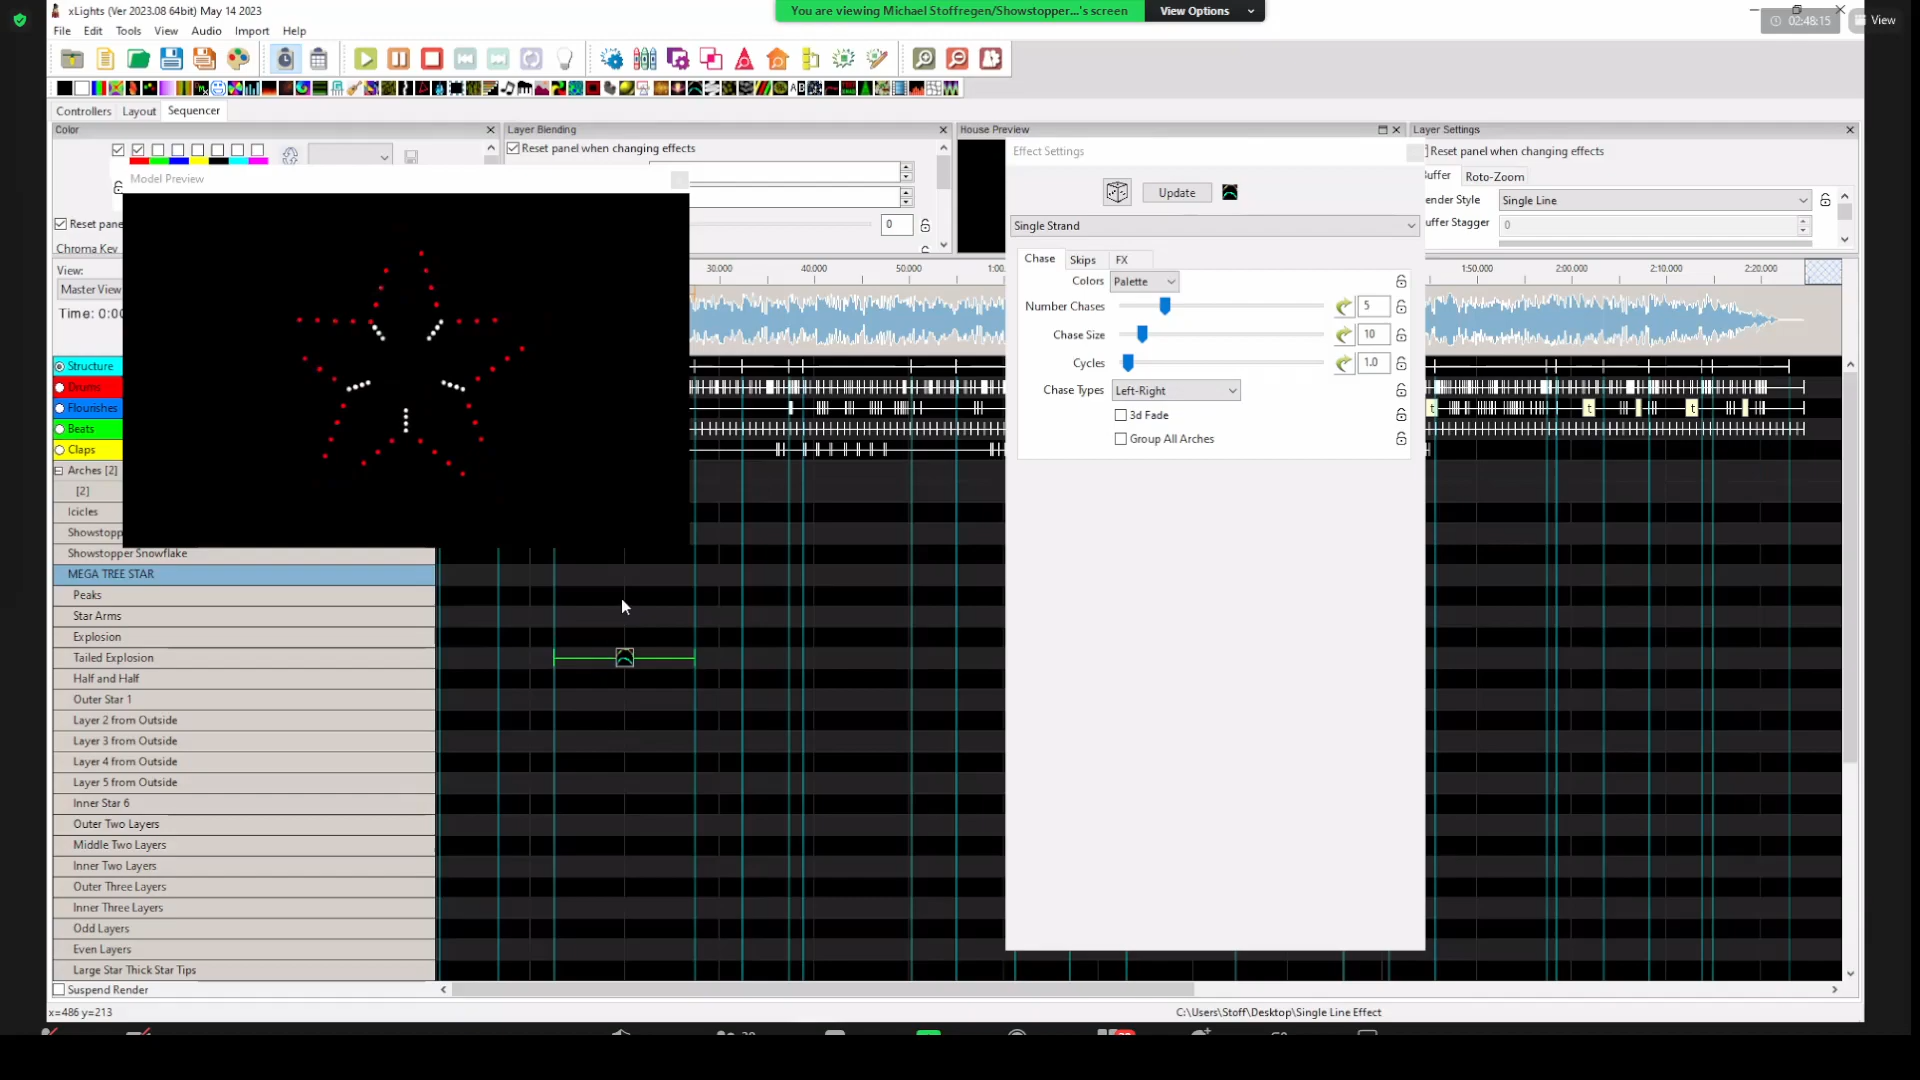 xLights (Ver 2023.08 64bit) May 14 2023
You are viewing Michael Stoffregen/Showstopper...'s screen
View Options
02:48:15
View
File Edit Tools View Audio Import Help
Controllers Layout Sequencer
Color
Layer Blending
House Preview
Layer Settings
Reset panel when changing effects
Effect Settings
Reset panel when changing effects
Model Preview
Roto-Zoom
Update
Single Line
0
Reset pane
0
Single Strand
Chroma Key
View:
30.000 40.000 50.000
Chase Skips FX
1:50.000 2:00.000 2:10.000 2:20.000
Master View
Colors Palette
Number Chases 5
Time: 0:00
Chase Size 10
Cycles 1.0
Structure
Chase Types Left-Right
Drums
Flourishes
3d Fade
t t t
Beats
Group All Arches
Claps
Arches [2]
[2]
Icicles
Showstopp
Showstopper Snowflake
MEGA TREE STAR
Peaks
Star Arms
Explosion
Tailed Explosion
Half and Half
Outer Star 1
Layer 2 from Outside
Layer 3 from Outside
Layer 4 from Outside
Layer 5 from Outside
Inner Star 6
Outer Two Layers
Middle Two Layers
Inner Two Layers
Outer Three Layers
Inner Three Layers
Odd Layers
Even Layers
Large Star Thick Star Tips
Suspend Render
x=486 y=213
C:\Users\Stoff\Desktop\Single Line Effect